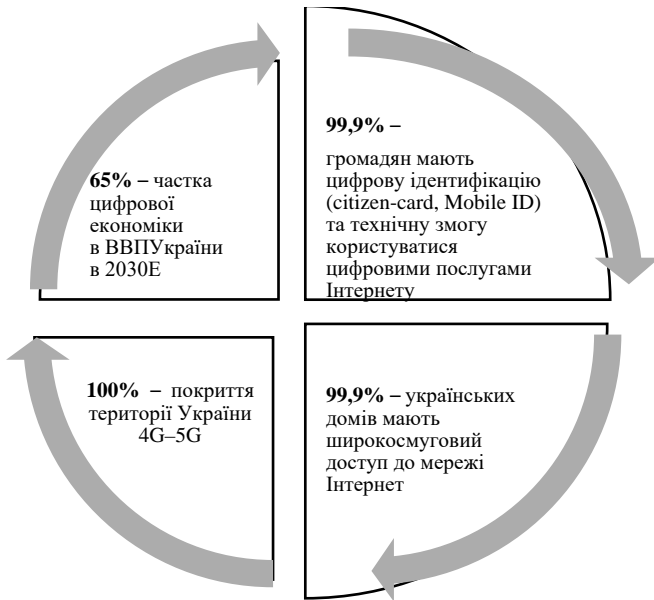 65% – частка
цифрової
економіки
в ВВПУкраїни
в 2030Е
99,9% –
громадян мають
цифрову ідентифікацію
(citizen-card, Mobile ID)
та технічну змогу
користуватися
цифровими послугами
Інтернету
100% – покриття
території України
4G–5G
99,9% – українських
домів мають
широкосмуговий
доступ до мережі
Інтернет